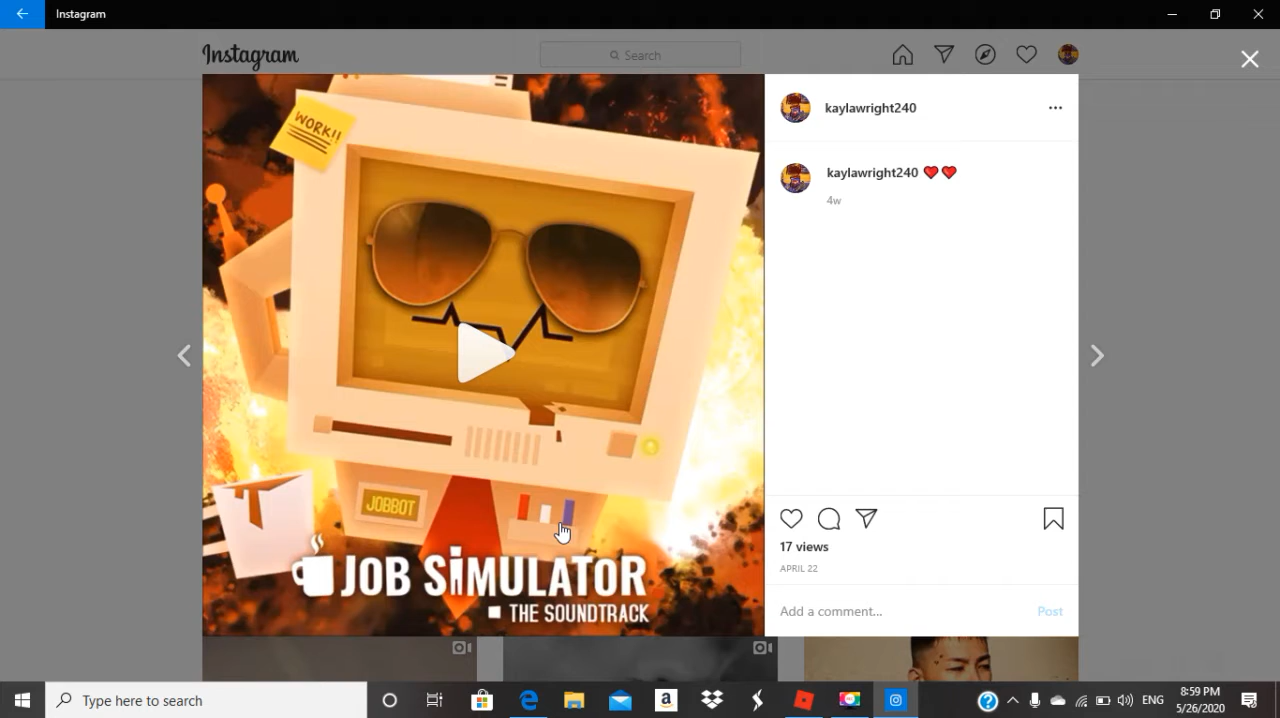 Instagram
Instagram
Search
WORK!!
JOBBOT
JOB SiMULATOR
THE SOUNDTRACK
kaylawright240
kaylawright240 ❤️❤️
4w
17 views
APRIL 22
Add a comment...
Post
Type here to search
ENG
8:59 PM
5/26/2020